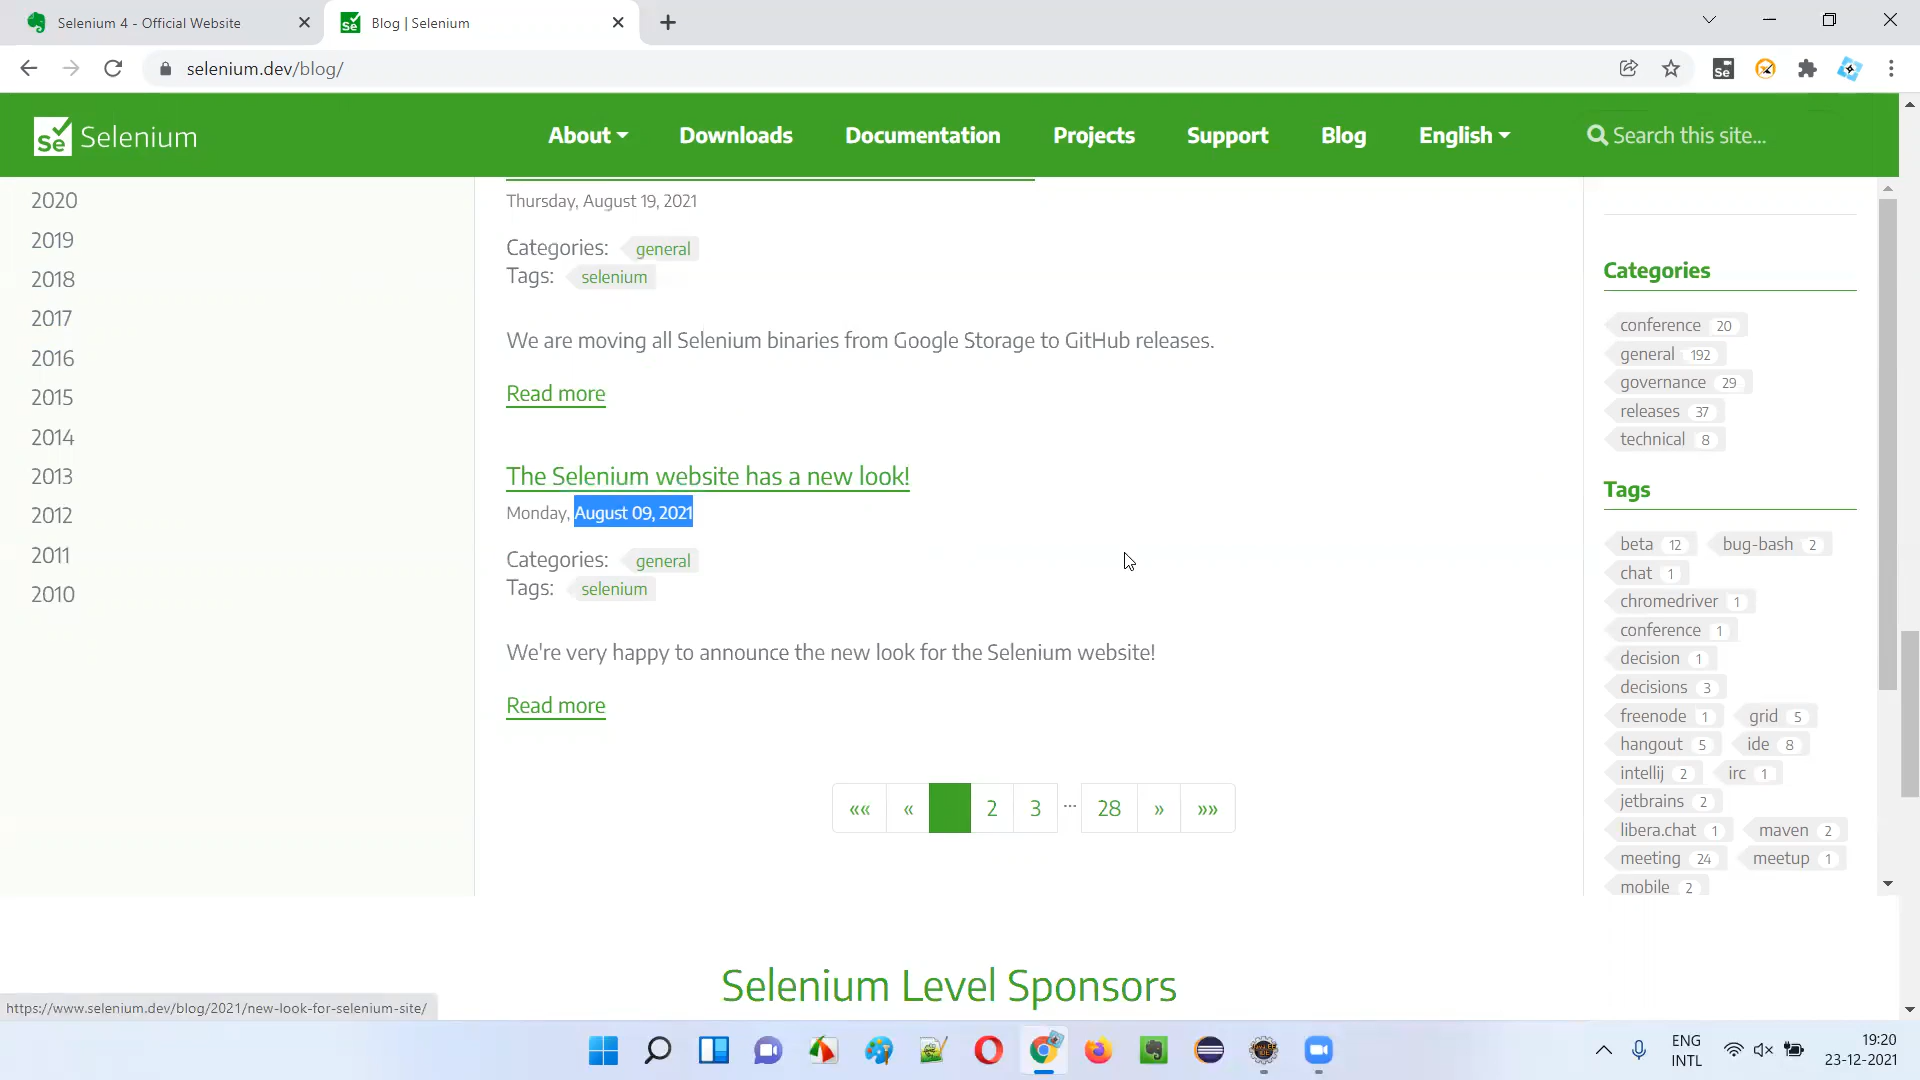 Selenium 4 - Official Website
Blog | Selenium
selenium.dev/blog/
Se
Se Selenium
About
Downloads
Documentation
Projects
Support
Blog
English
Search this site...
2020
2019
2018
2017
2016
2015
2014
2013
2012
2011
2010
Thursday, August 19, 2021
Categories: general
Tags: selenium
We are moving all Selenium binaries from Google Storage to GitHub releases.
Read more
The Selenium website has a new look!
Monday, August 09, 2021
Categories: general
Tags: selenium
We're very happy to announce the new look for the Selenium website!
Read more
«« « 2 3 ... 28 » »»
Categories
conference 20
general 192
governance 29
releases 37
technical 8
Tags
beta 12 bug-bash 2
chat 1
chromedriver 1
conference 1
decision 1
decisions 3
freenode 1 grid 5
hangout 5 ide 8
intellij 2 irc 1
jetbrains 2
libera.chat 1 maven 2
meeting 24 meetup 1
mobile 2
Selenium Level Sponsors
https://www.selenium.dev/blog/2021/new-look-for-selenium-site/
ENG
INTL
19:20
23-12-2021